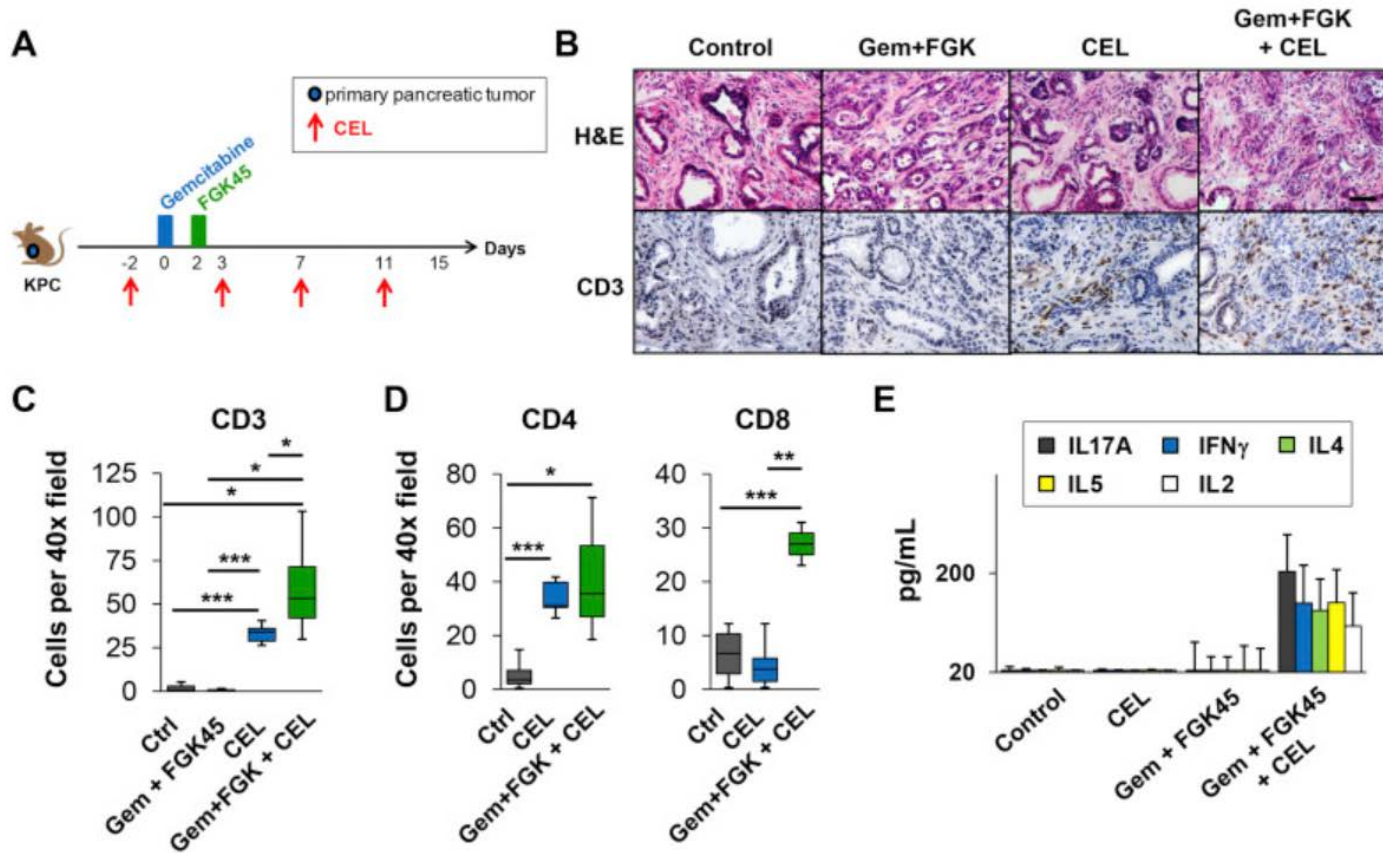 A
primary pancreatic tumor
CEL
Gemcitabine
FGK45
KPC
-2 0 2 3 7 11 15
Days
B
Control Gem+FGK CEL Gem+FGK
+ CEL
H&E
CD3
C
CD3
Cells per 40x field
125
100
75
50
25
0
* * * *** ***
Ctrl
Gem + FGK45
CEL
Gem+FGK + CEL
D
CD4
Cells per 40x field
80
60
40
20
0
* ***
Ctrl
CEL
Gem+FGK + CEL
CD8
40
30
20
10
0
** ***
Ctrl
CEL
Gem+FGK + CEL
E
IL17A IFNγ IL4
IL5 IL2
pg/mL
200
20
Control
CEL
Gem + FGK45
Gem + FGK45
+ CEL